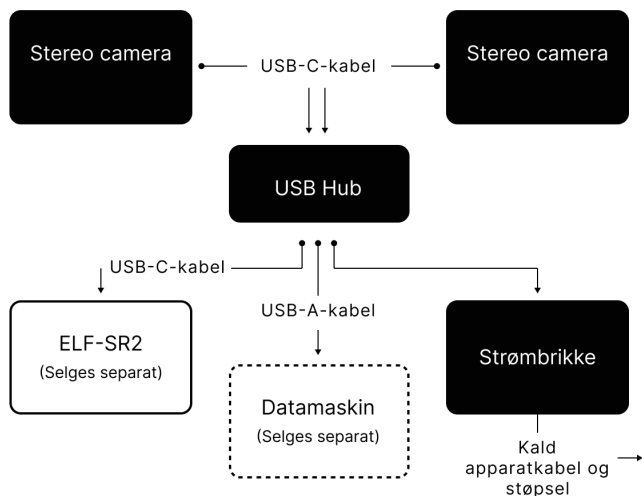 Stereo camera
USB-C-kabel
Stereo camera
USB Hub
USB-C-kabel
USB-A-kabel
ELF-SR2
(Selges separat)
Datamaskin
(Selges separat)
Strømbrikke
Kald
apparatkabel og
støpsel